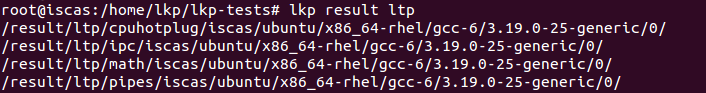 root@iscas:/home/lkp/lkp-tests# lkp result ltp
/result/ltp/cpuhotplug/iscas/ubuntu/x86_64-rhel/gcc-6/3.19.0-25-generic/0/
/result/ltp/ipc/iscas/ubuntu/x86_64-rhel/gcc-6/3.19.0-25-generic/0/
/result/ltp/math/iscas/ubuntu/x86_64-rhel/gcc-6/3.19.0-25-generic/0/
/result/ltp/pipes/iscas/ubuntu/x86_64-rhel/gcc-6/3.19.0-25-generic/0/